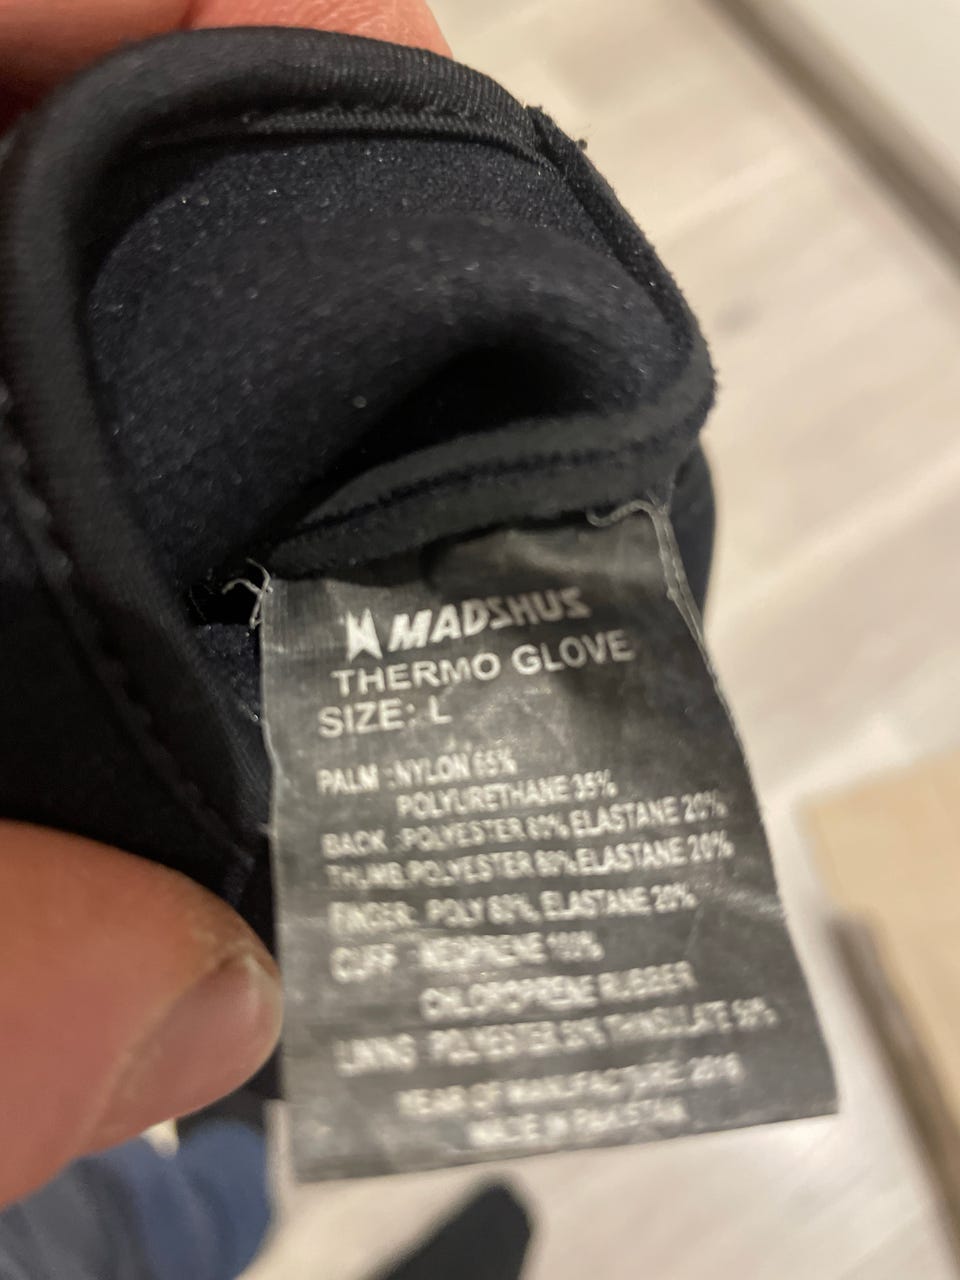 MADSHUS
THERMO GLOVE
SIZE: L
PALM :NYLON 65%
POLYURETHANE 35%
BACK :POLYESTER 80% ELASTANE 20%
THUMB:POLYESTER 80% ELASTANE 20%
FINGER: POLY 80%, ELASTANE 20%
CUFF :NEOPRENE 100%
CHLOROPRENE RUBBER
LINING POLYESTER 50% THINSULATE 50%
YEAR OF MANUFACTURE: 2016
MADE IN PAKISTAN